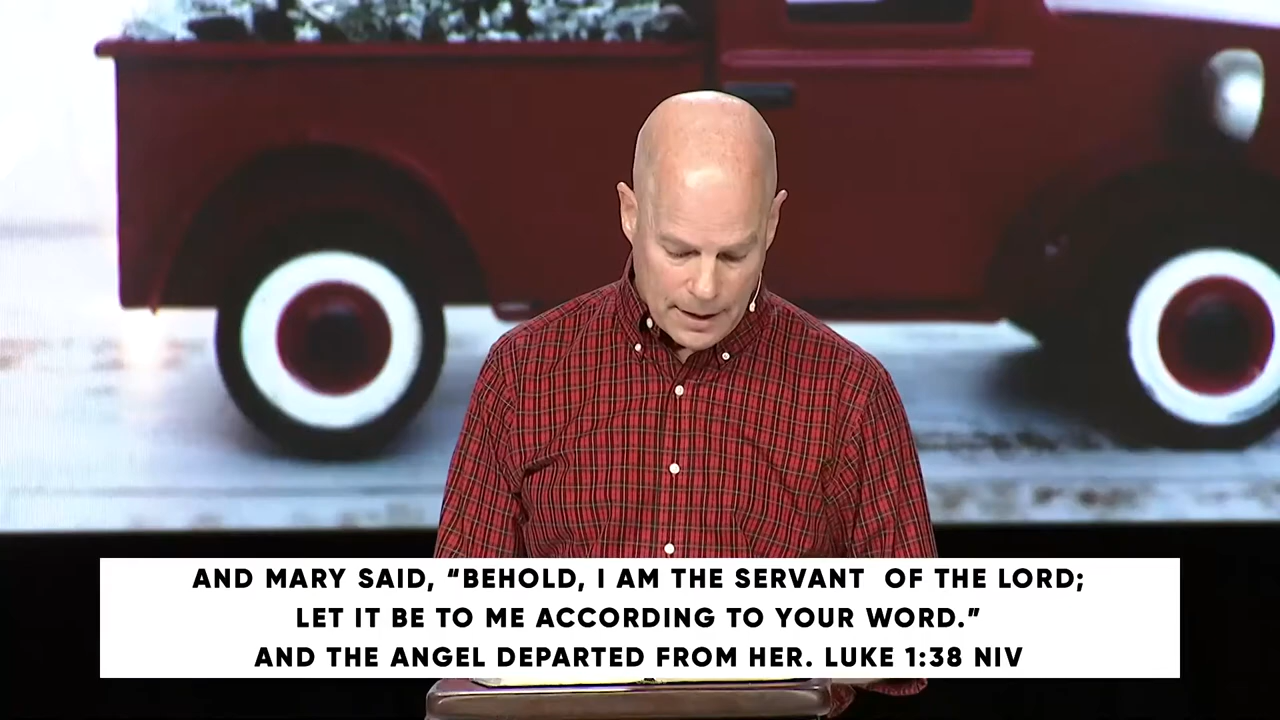 AND MARY SAID, “BEHOLD, I AM THE SERVANT  OF THE LORD;
LET IT BE TO ME ACCORDING TO YOUR WORD.”
AND THE ANGEL DEPARTED FROM HER. LUKE 1:38 NIV